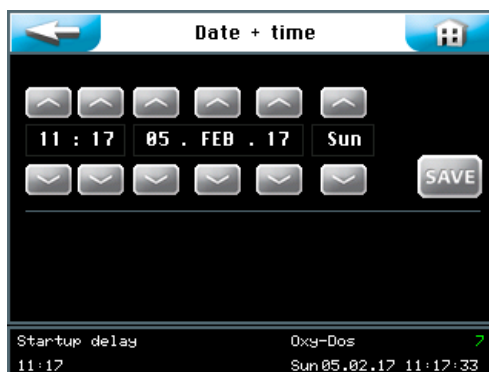 Date + time
11 : 17 05 . FEB . 17 Sun
SAVE
Startup delay Oxy-Dos 7
11:17 Sun 05.02.17 11:17:33